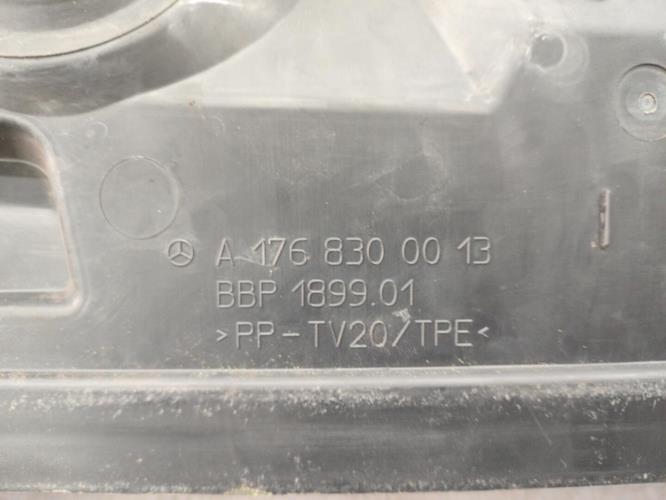 A 176 830 00 13
BBP 1899.01
>PP-TV20/TPE<